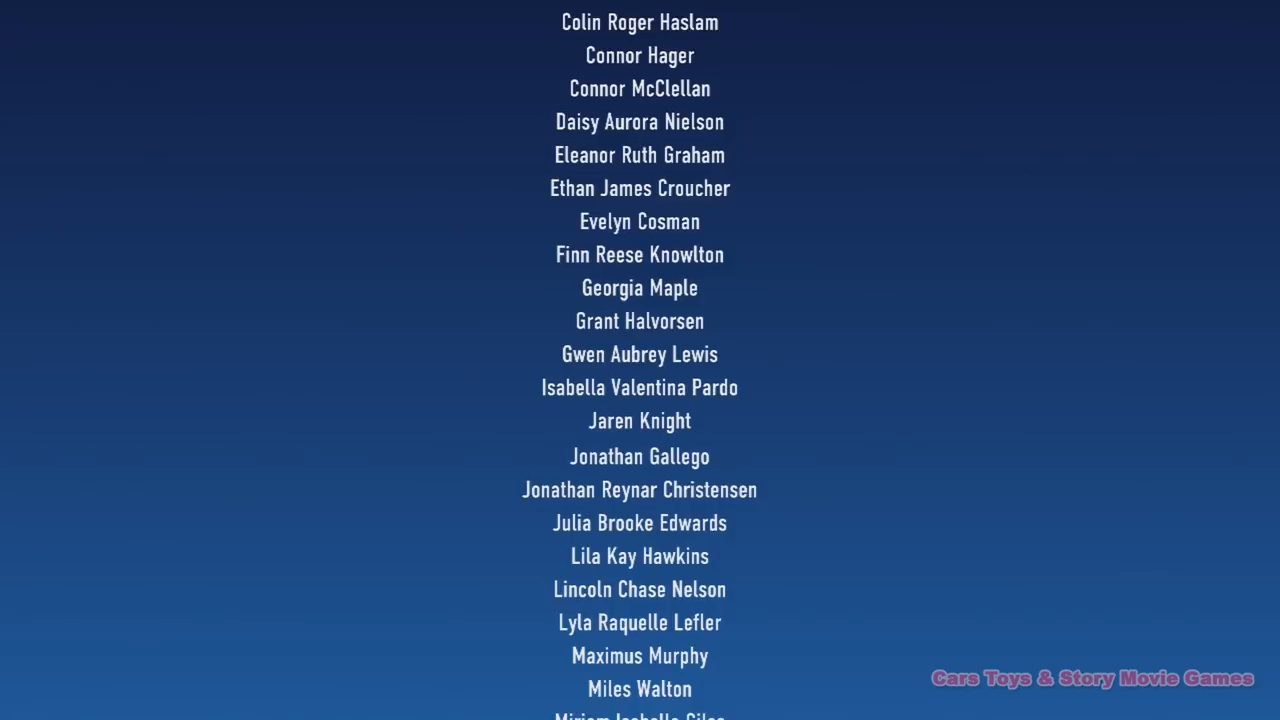 Colin Roger Haslam
Connor Hager
Connor McClellan
Daisy Aurora Nielson
Eleanor Ruth Graham
Ethan James Croucher
Evelyn Cosman
Finn Reese Knowlton
Georgia Maple
Grant Halvorsen
Gwen Aubrey Lewis
Isabella Valentina Pardo
Jaren Knight
Jonathan Gallego
Jonathan Reynar Christensen
Julia Brooke Edwards
Lila Kay Hawkins
Lincoln Chase Nelson
Lyla Raquelle Lefler
Maximus Murphy
Cars Toys & Story Movie Games
Miles Walton